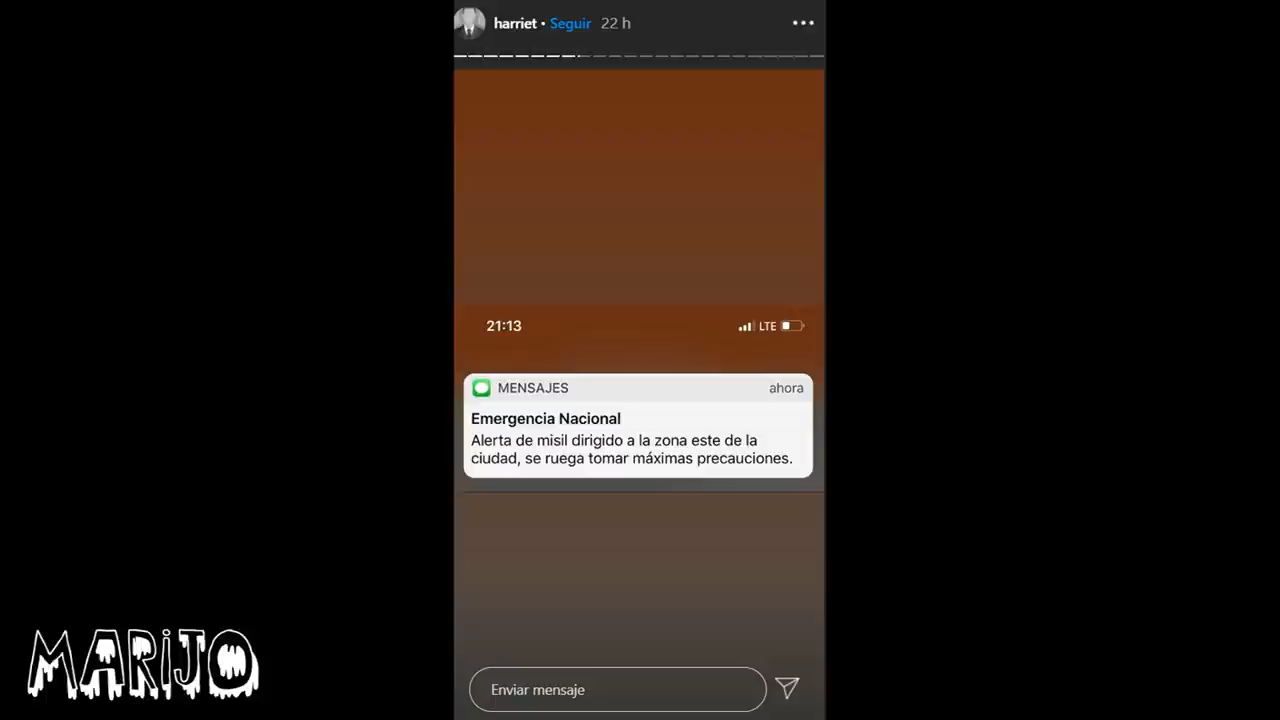 harriet • Seguir 22 h
21:13 LTE
MENSAJES ahora
Emergencia Nacional
Alerta de misil dirigido a la zona este de la
ciudad, se ruega tomar máximas precauciones.
Enviar mensaje
MARiJO